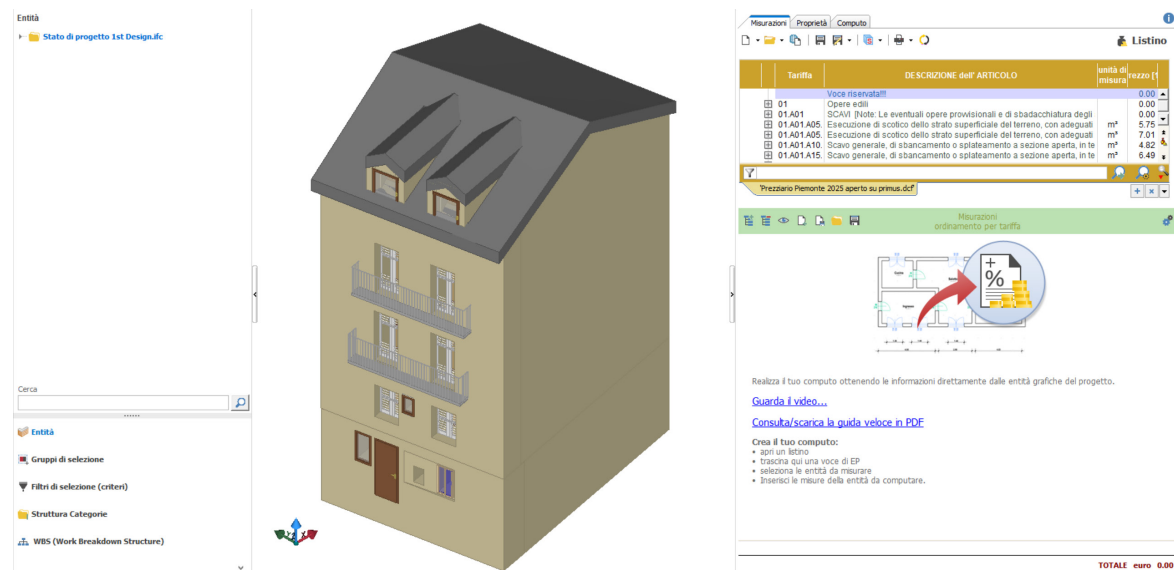 Entità
Stato di progetto 1st Design.ifc
Cerca
Entità
Gruppi di selezione
Filtri di selezione (criteri)
Struttura Categorie
WBS (Work Breakdown Structure)
Misurazioni Proprietà Computo
Listino
Tariffa DESCRIZIONE dell' ARTICOLO unità di misura rezzo [1
Voce riservata!!! 0.00
01 Opere edili 0.00
01.A01 SCAVI [Note: Le eventuali opere provvisionali e di sbadacchiatura degli 0.00
01.A01.A05. Esecuzione di scotico dello strato superficiale del terreno, con adeguati m³ 5.75
01.A01.A05. Esecuzione di scotico dello strato superficiale del terreno, con adeguati m³ 7.01
01.A01.A10. Scavo generale, di sbancamento o splateamento a sezione aperta, in te m³ 4.82
01.A01.A15. Scavo generale, di sbancamento o splateamento a sezione aperta, in te m³ 6.49
'Prezziario Piemonte 2025 aperto su primus.dcf'
Misurazioni
ordinamento per tariffa
Realizza il tuo computo ottenendo le informazioni direttamente dalle entità grafiche del progetto.
Guarda il video...
Consulta/scarica la guida veloce in PDF
Crea il tuo computo:
• apri un listino
• trascina qui una voce di EP
• seleziona le entità da misurare
• Inserisci le misure della entità da computare.
TOTALE euro 0.00